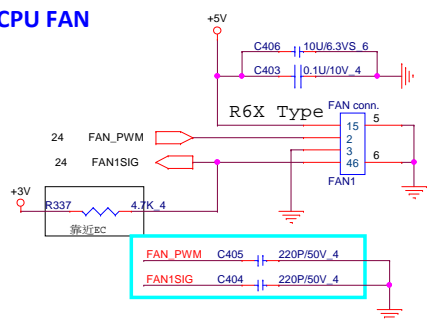 CPU FAN
+5V
C406 10U/6.3VS_6
C403 0.1U/10V_4
R6X Type FAN conn.
15 5
24 FAN_PWM 2
3
24 FAN1SIG 46 6
FAN1
+3V
R337 4.7K_4
靠近EC
FAN_PWM C405 220P/50V_4
FAN1SIG C404 220P/50V_4